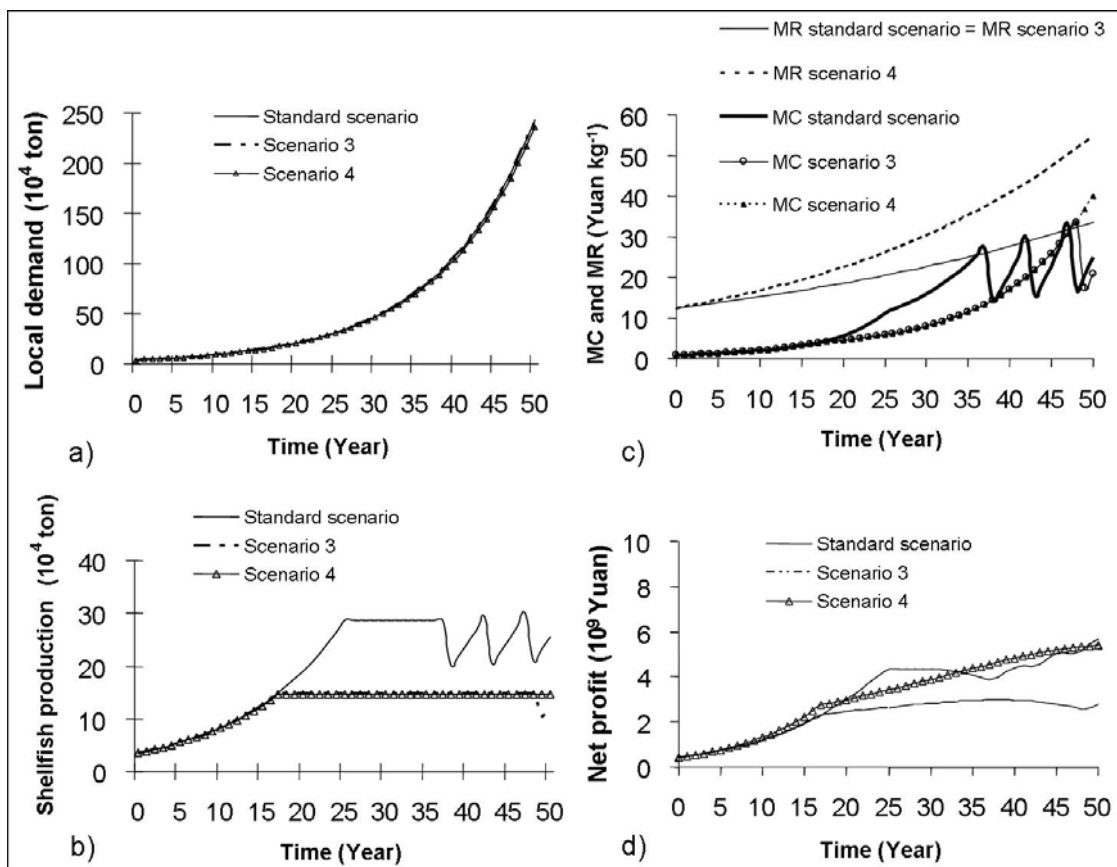 Standard scenario
Scenario 3
Scenario 4
250
200
150
100
50
0
Local demand (10⁴ ton)
0 5 10 15 20 25 30 35 40 45 50
Time (Year)
a)
MR standard scenario = MR scenario 3
MR scenario 4
MC standard scenario
MC scenario 3
MC scenario 4
60
50
40
30
20
10
0
MC and MR (Yuan kg⁻¹)
0 5 10 15 20 25 30 35 40 45 50
Time (Year)
c)
Standard scenario
Scenario 3
Scenario 4
40
30
20
10
0
Shellfish production (10⁴ ton)
0 5 10 15 20 25 30 35 40 45 50
Time (Year)
b)
Standard scenario
Scenario 3
Scenario 4
10
8
6
4
2
0
Net profit (10⁹ Yuan)
0 5 10 15 20 25 30 35 40 45 50
Time (Year)
d)